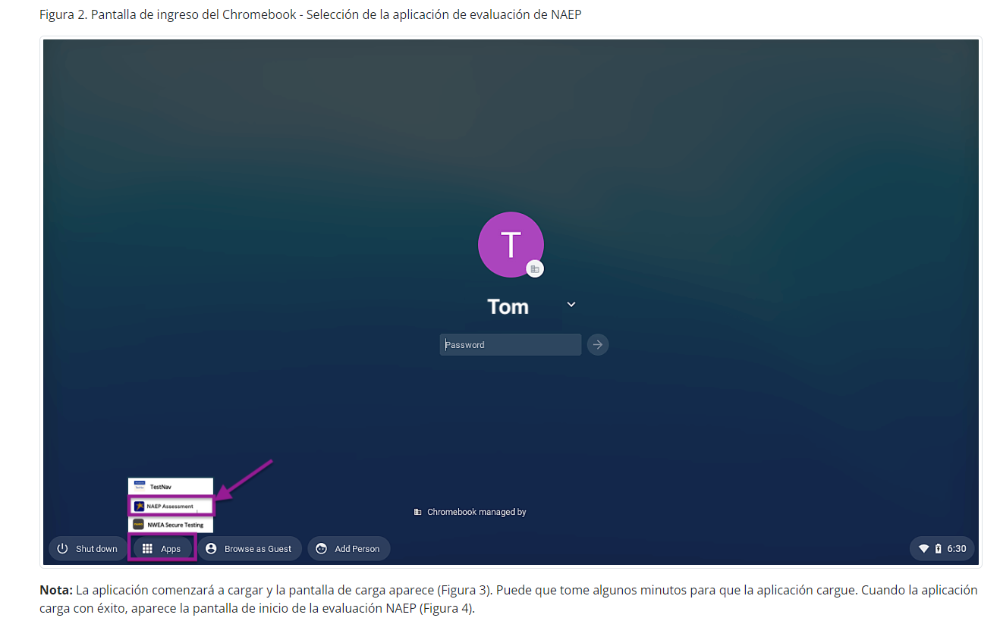 Figura 2. Pantalla de ingreso del Chromebook - Selección de la aplicación de evaluación de NAEP
T
Tom
Password
TestNav
NAEP Assessment
NWEA Secure Testing
Chromebook managed by
Shut down
Apps
Browse as Guest
Add Person
6:30
Nota: La aplicación comenzará a cargar y la pantalla de carga aparece (Figura 3). Puede que tome algunos minutos para que la aplicación cargue. Cuando la aplicación
carga con éxito, aparece la pantalla de inicio de la evaluación NAEP (Figura 4).